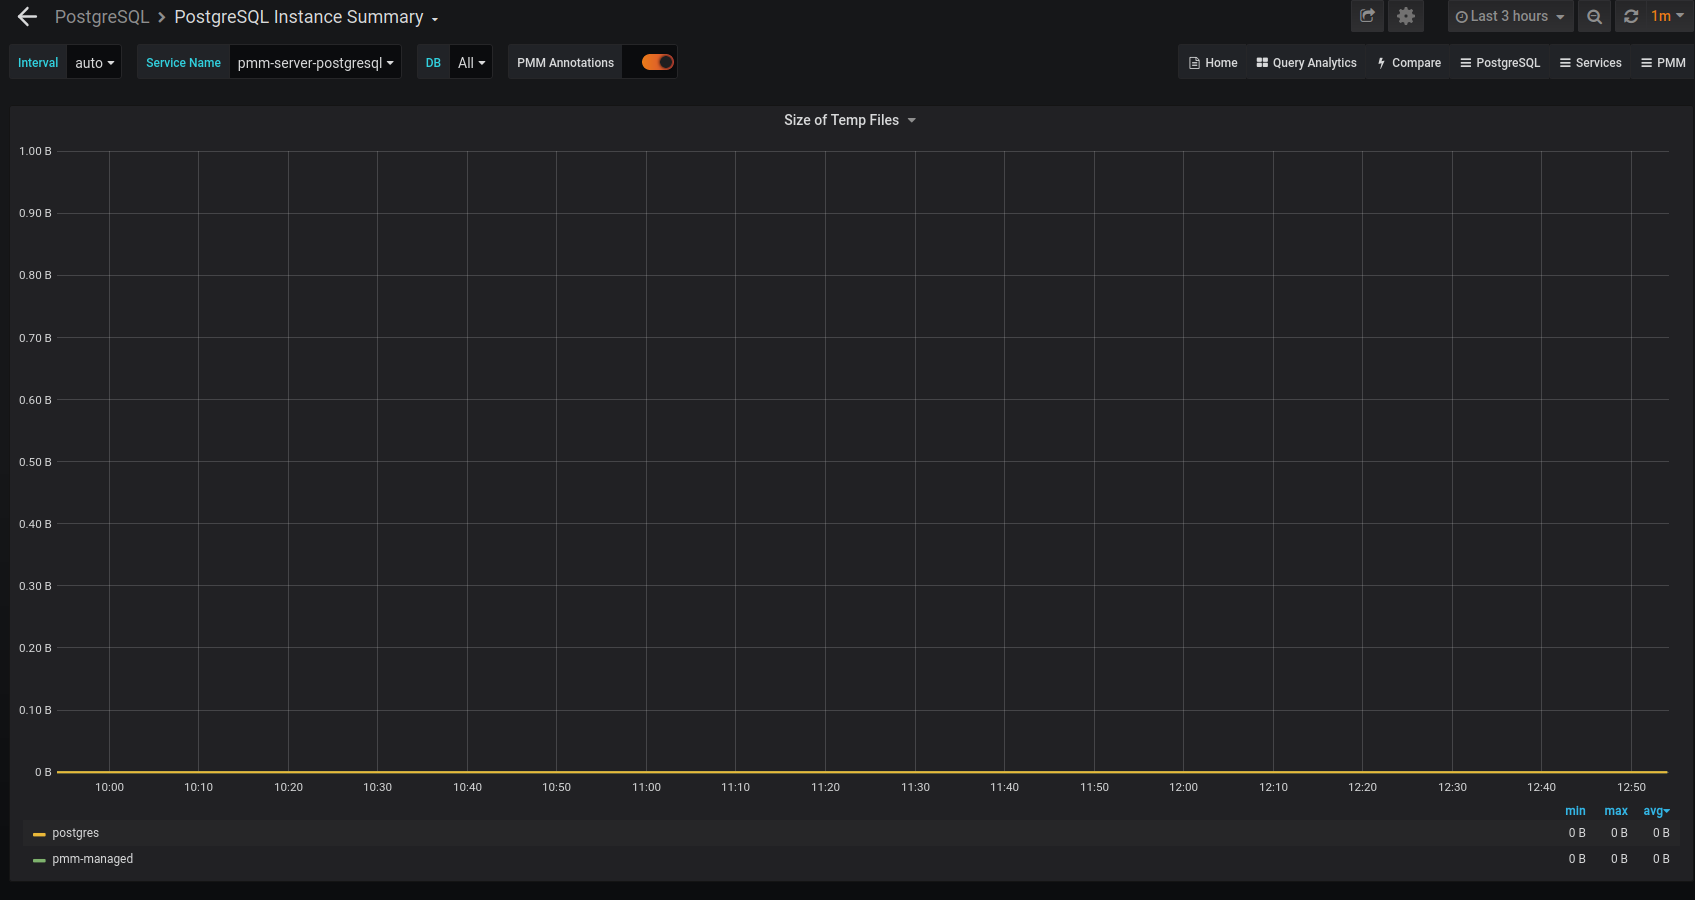 PostgreSQL > PostgreSQL Instance Summary
Last 3 hours 1m
Interval auto Service Name pmm-server-postgresql DB All PMM Annotations Home Query Analytics Compare PostgreSQL Services PMM
Size of Temp Files
1.00 B
0.90 B
0.80 B
0.70 B
0.60 B
0.50 B
0.40 B
0.30 B
0.20 B
0.10 B
0 B
10:00 10:10 10:20 10:30 10:40 10:50 11:00 11:10 11:20 11:30 11:40 11:50 12:00 12:10 12:20 12:30 12:40 12:50
min max avg
postgres 0 B 0 B 0 B
pmm-managed 0 B 0 B 0 B